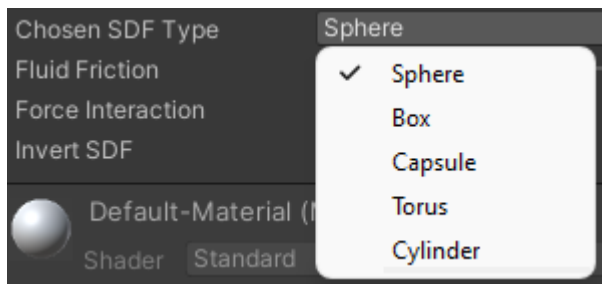 Chosen SDF Type Sphere
Fluid Friction
Sphere
Force Interaction
Box
Invert SDF
Capsule
Default-Material (
Torus
Shader Standard
Cylinder